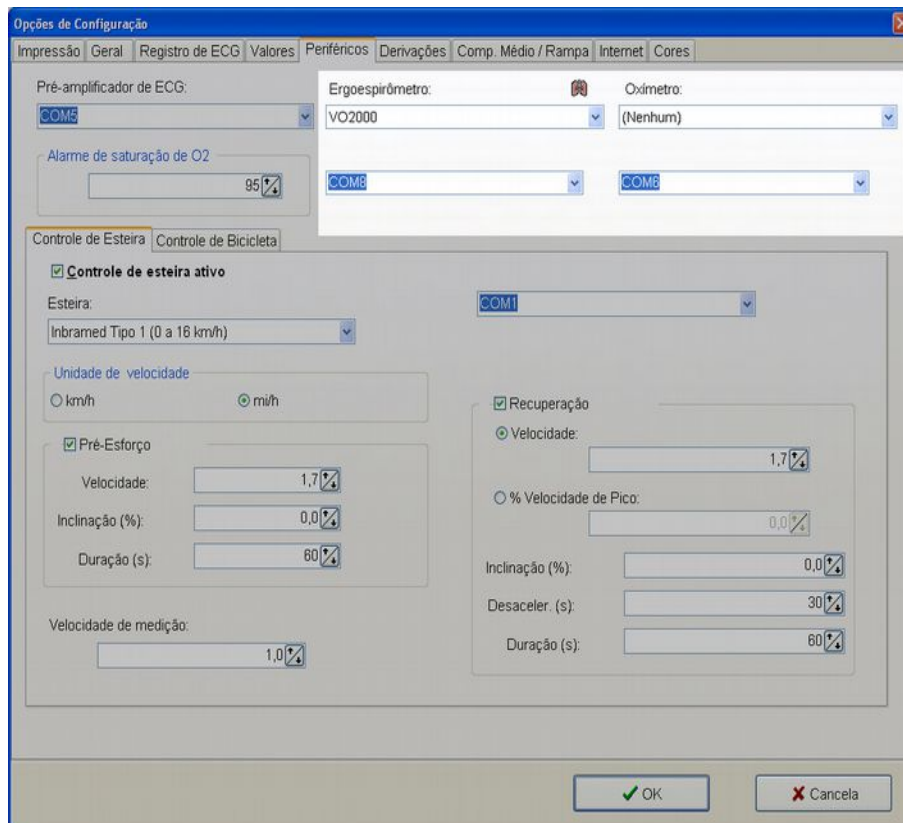 Opções de Configuração
Impressão Geral Registro de ECG Valores Periféricos Derivações Comp. Médio / Rampa Internet Cores
Pré-amplificador de ECG: Ergoespirômetro: Oxímetro:
COM5 VO2000 (Nenhum)
Alarme de saturação de O2
95 COM8 COM6
Controle de Esteira Controle de Bicicleta
Controle de esteira ativo
Esteira: COM1
Inbramed Tipo 1 (0 a 16 km/h)
Unidade de velocidade
km/h mi/h
Recuperação
Pré-Esforço Velocidade:
Velocidade: 1,7 1,7
% Velocidade de Pico:
Inclinação (%): 0,0 0,0
Duração (s): 60 Inclinação (%): 0,0
Desaceler. (s): 30
Velocidade de medição: Duração (s): 60
1,0
OK Cancela